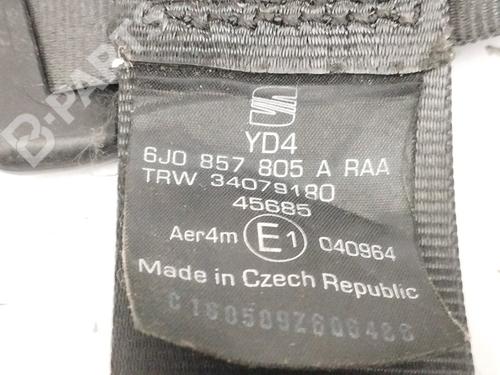 B-PARTS
YD4
6J0 857 805 A RAA
TRW 34079180
45685
Aer4m E1 040964
Made in Czech Republic